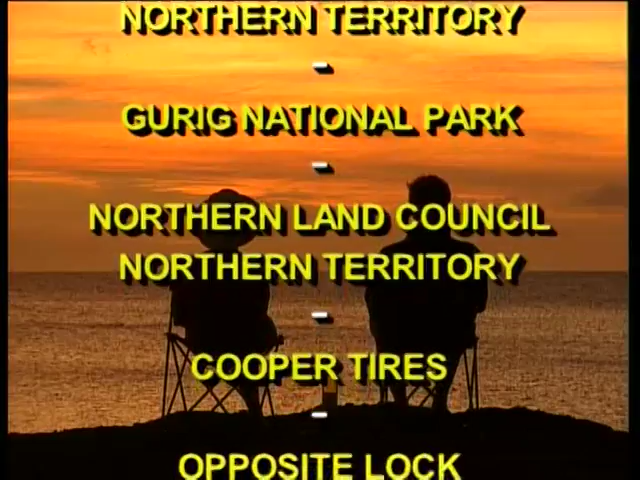 NORTHERN TERRITORY
-
GURIG NATIONAL PARK
-
NORTHERN LAND COUNCIL
NORTHERN TERRITORY
-
COOPER TIRES
-
OPPOSITE LOCK